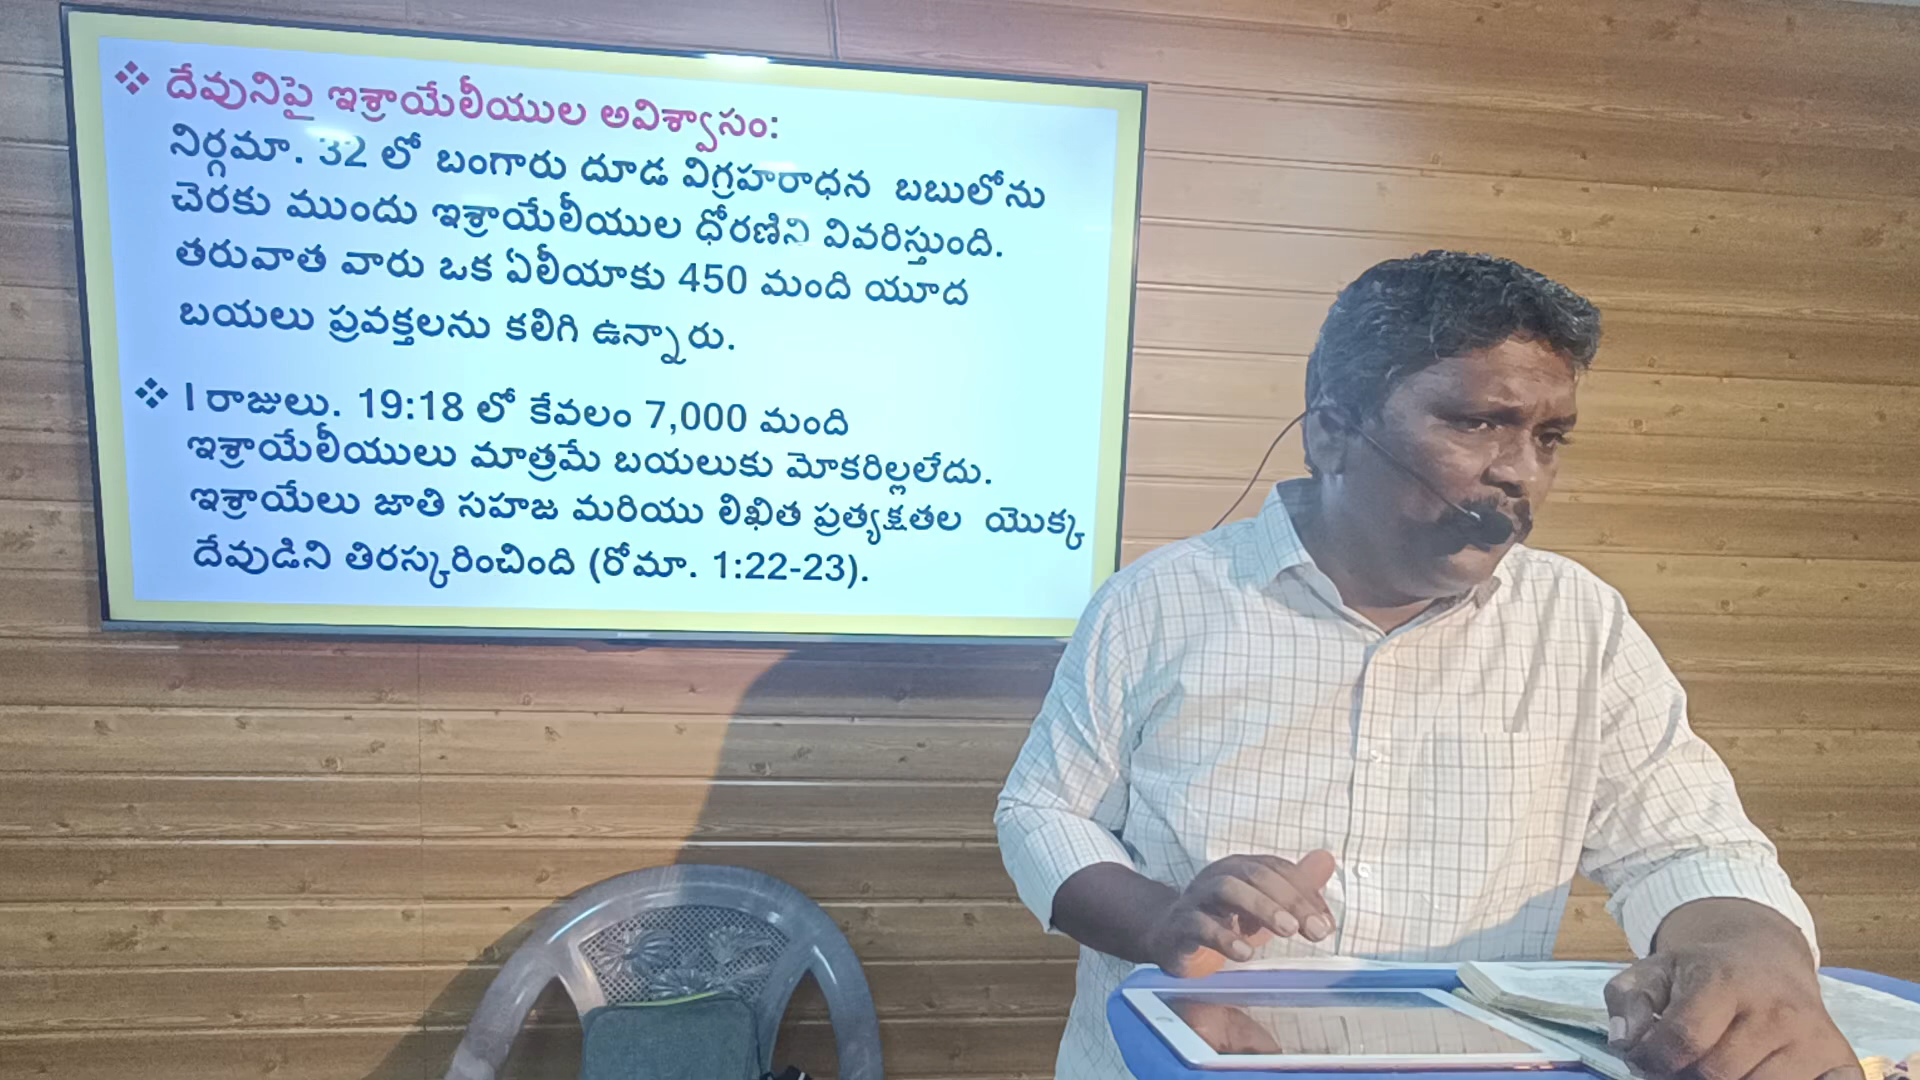 ❖ దేవునిపై ఇశ్రాయేలీయుల అవిశ్వాసం:
నిర్గమా. 32 లో బంగారు దూడ విగ్రహరాధన బబులోను
చెరకు ముందు ఇశ్రాయేలీయుల ధోరణిని వివరిస్తుంది.
తరువాత వారు ఒక ఏలీయాకు 450 మంది యూద
బయలు ప్రవక్తలను కలిగి ఉన్నారు.
❖ I రాజులు. 19:18 లో కేవలం 7,000 మంది
ఇశ్రాయేలీయులు మాత్రమే బయలుకు మోకరిల్లలేదు.
ఇశ్రాయేలు జాతి సహజ మరియు లిఖిత ప్రత్యక్షతల యొక్క
దేవుడిని తిరస్కరించింది (రోమా. 1:22-23).